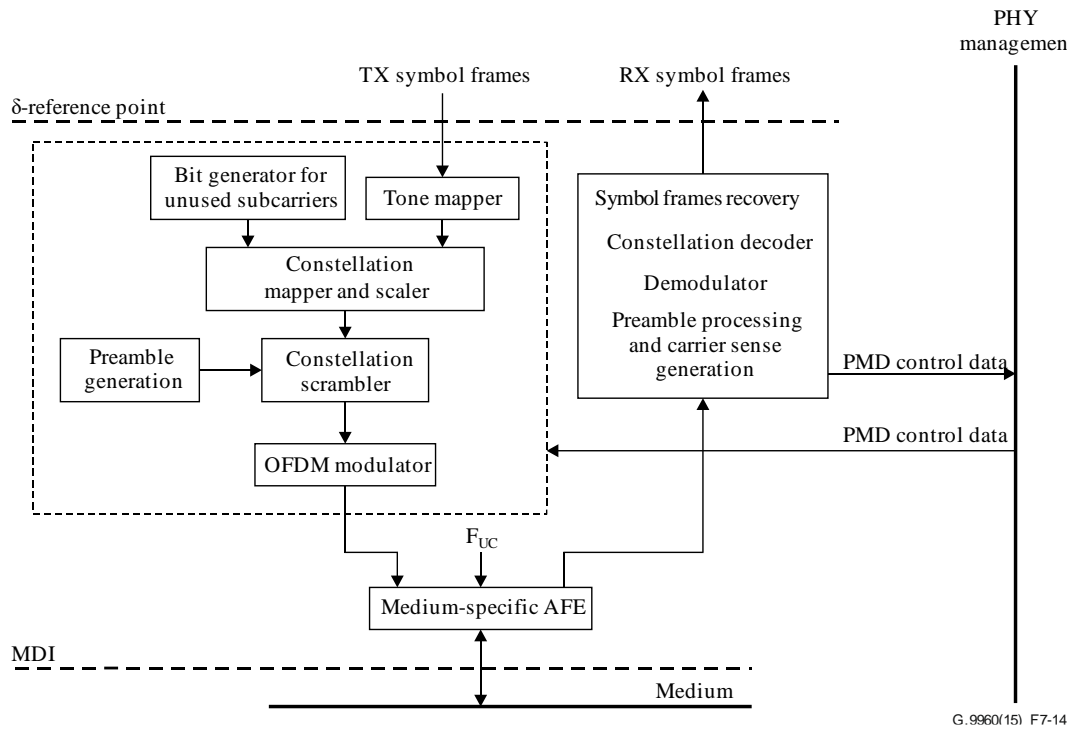 PHY
managemen
TX symbol frames
RX symbol frames
δ-reference point
Bit generator for
unused subcarriers
Tone mapper
Symbol frames recovery
Constellation decoder
Demodulator
Preamble processing
and carrier sense
generation
Constellation
mapper and scaler
Preamble
generation
Constellation
scrambler
PMD control data
PMD control data
OFDM modulator
F_UC
Medium-specific AFE
MDI
Medium
G.9960(15)_F7-14